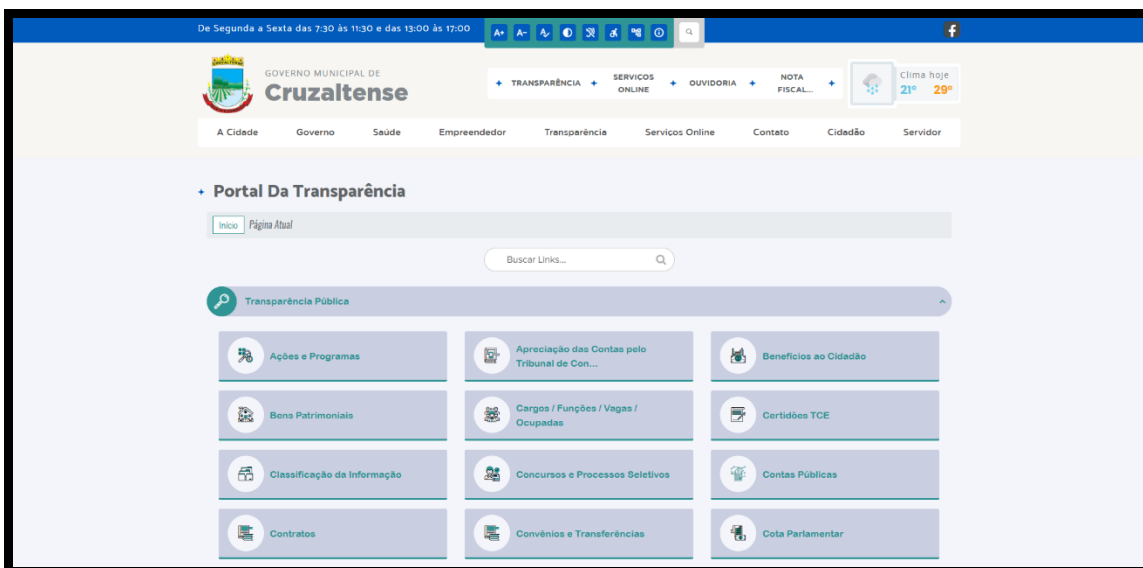 De Segunda a Sexta das 7:30 às 11:30 e das 13:00 às 17:00
A+ A-
GOVERNO MUNICIPAL DE
Cruzaltense
TRANSPARÊNCIA
SERVIÇOS
ONLINE
OUVIDORIA
NOTA
FISCAL...
Clima hoje
21º 29º
A Cidade Governo Saúde Empreendedor Transparência Serviços Online Contato Cidadão Servidor
Portal Da Transparência
Início Página Atual
Buscar Links...
Transparência Pública
Ações e Programas
Apreciação das Contas pelo
Tribunal de Con...
Benefícios ao Cidadão
Bens Patrimoniais
Cargos / Funções / Vagas /
Ocupadas
Certidões TCE
Classificação da Informação
Concursos e Processos Seletivos
Contas Públicas
Contratos
Convênios e Transferências
Cota Parlamentar